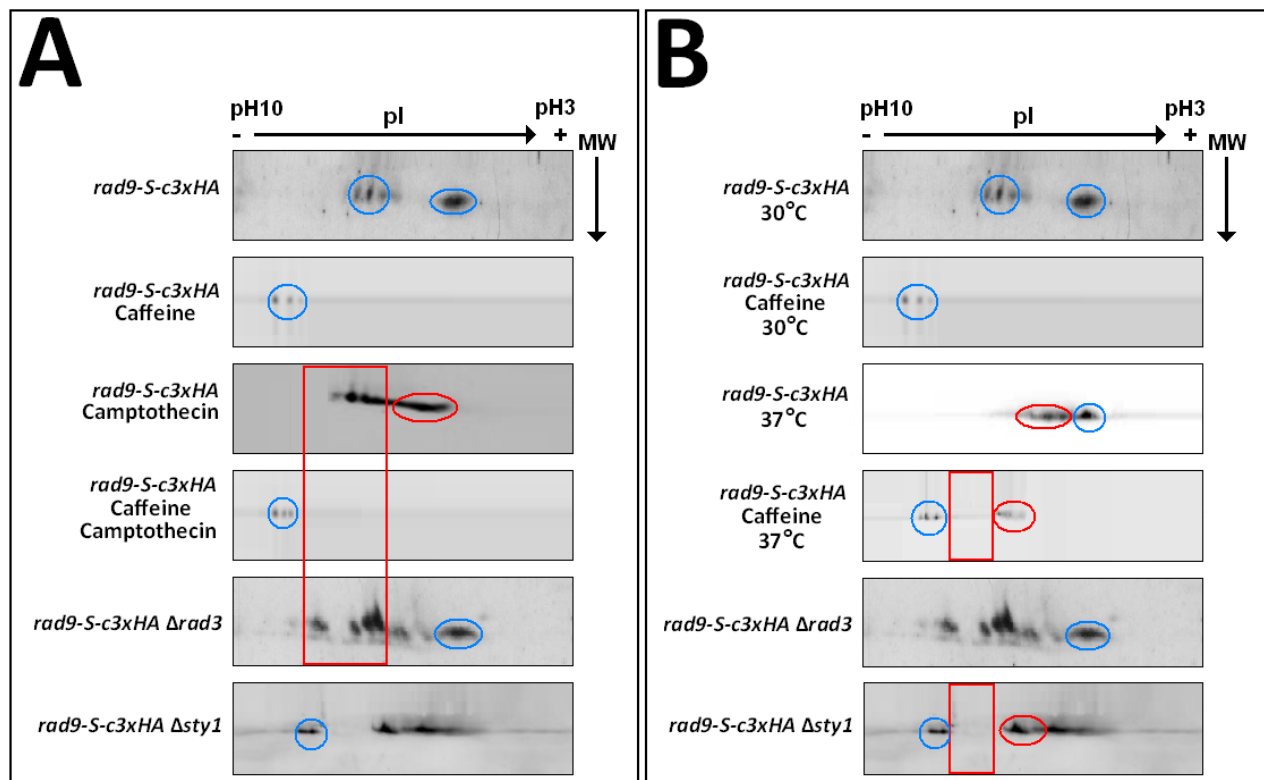 A
pH10
pI
pH3
-
+
MW
rad9-S-c3xHA
rad9-S-c3xHA
Caffeine
rad9-S-c3xHA
Camptothecin
rad9-S-c3xHA
Caffeine
Camptothecin
rad9-S-c3xHA Δrad3
rad9-S-c3xHA Δsty1
B
pH10
pI
pH3
-
+
MW
rad9-S-c3xHA
30°C
rad9-S-c3xHA
Caffeine
30°C
rad9-S-c3xHA
37°C
rad9-S-c3xHA
Caffeine
37°C
rad9-S-c3xHA Δrad3
rad9-S-c3xHA Δsty1